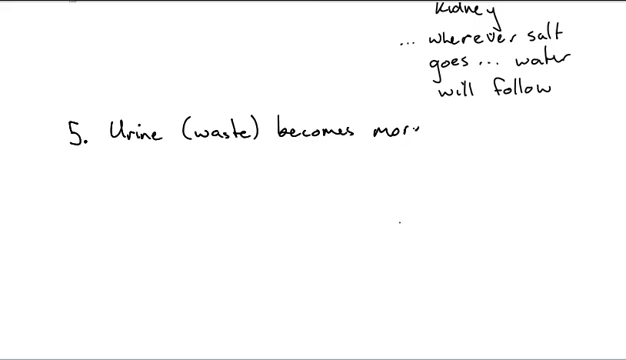 Kidney
... wherever salt
goes ... water
will follow
5. Urine (waste) becomes mor